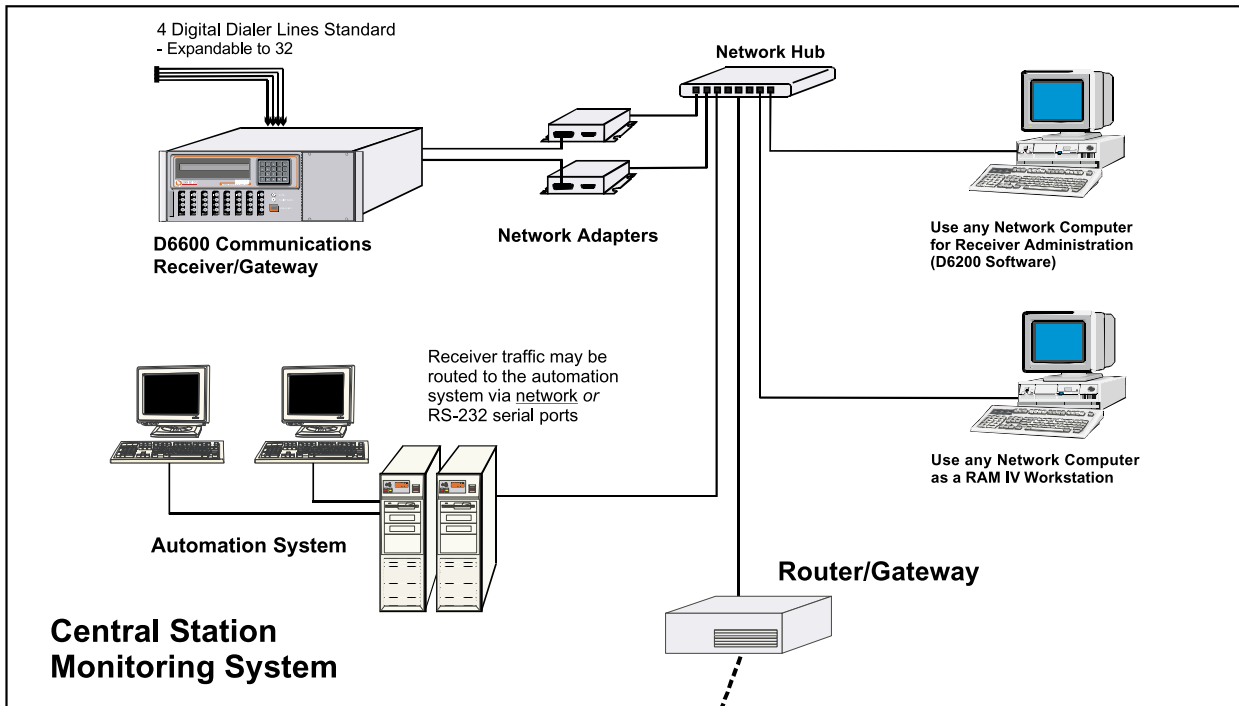 4 Digital Dialer Lines Standard
- Expandable to 32
Network Hub
D6600 Communications
Receiver/Gateway
Network Adapters
Use any Network Computer
for Receiver Administration
(D6200 Software)
Receiver traffic may be
routed to the automation
system via network or
RS-232 serial ports
Use any Network Computer
as a RAM IV Workstation
Automation System
Router/Gateway
Central Station
Monitoring System